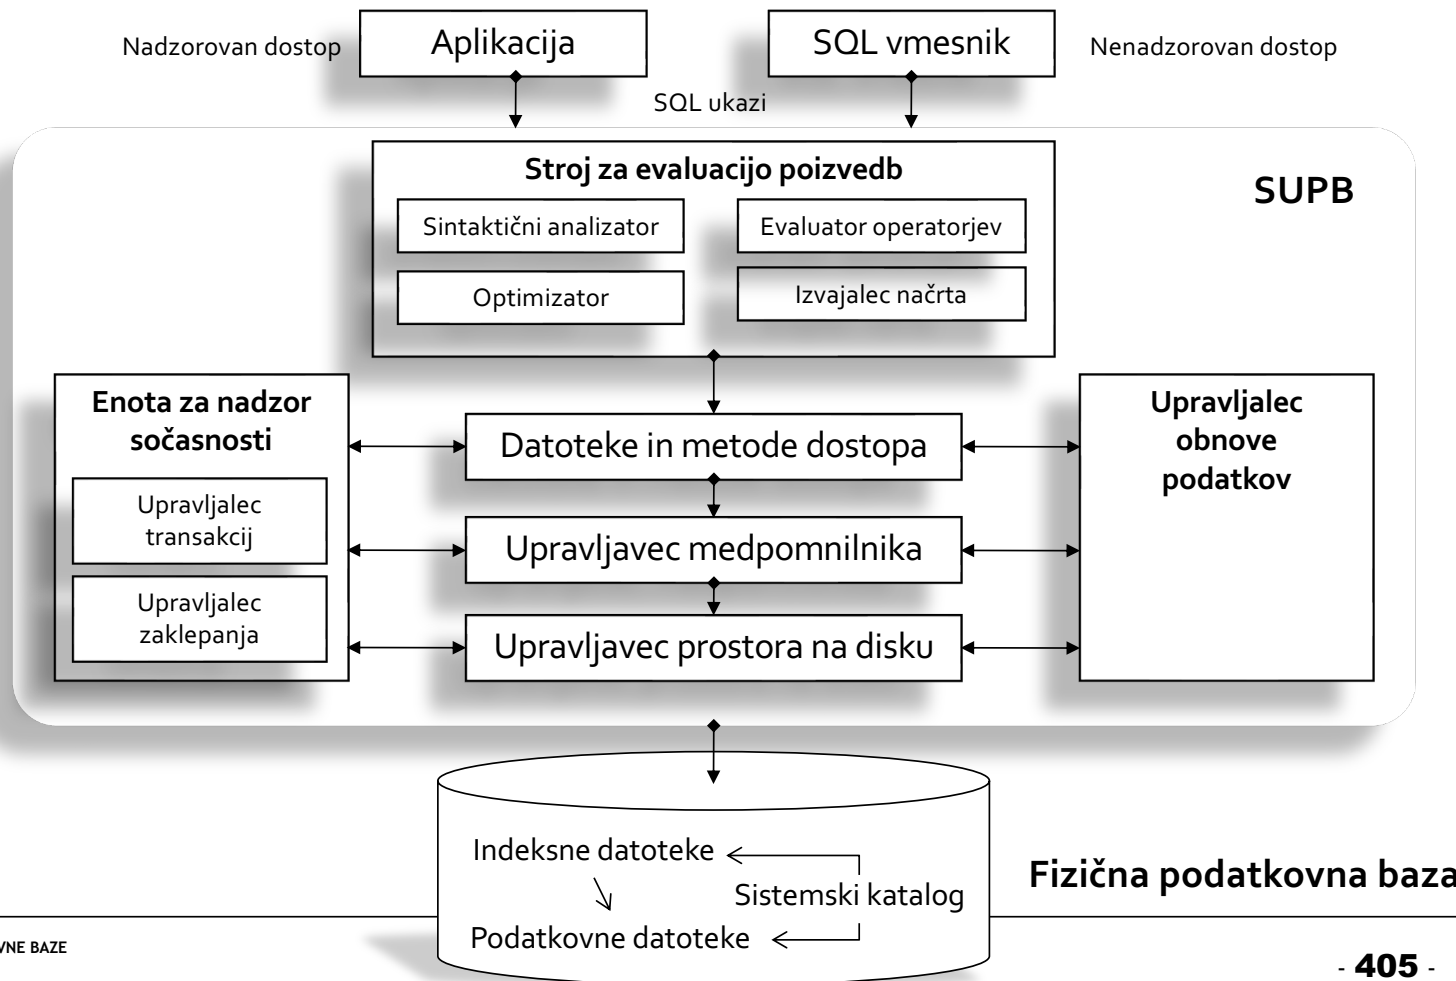 Nadzorovan dostop
Aplikacija
SQL vmesnik
Nenadzorovan dostop
SQL ukazi
SUPB
Stroj za evaluacijo poizvedb
Sintaktični analizator
Evaluator operatorjev
Optimizator
Izvajalec načrta
Enota za nadzor
sočasnosti
Upravljalec
transakcij
Upravljalec
zaklepanja
Datoteke in metode dostopa
Upravljavec medpomnilnika
Upravljavec prostora na disku
Upravljalec
obnove
podatkov
Indeksne datoteke
Sistemski katalog
Podatkovne datoteke
Fizična podatkovna baza
VNE BAZE
- 405 -